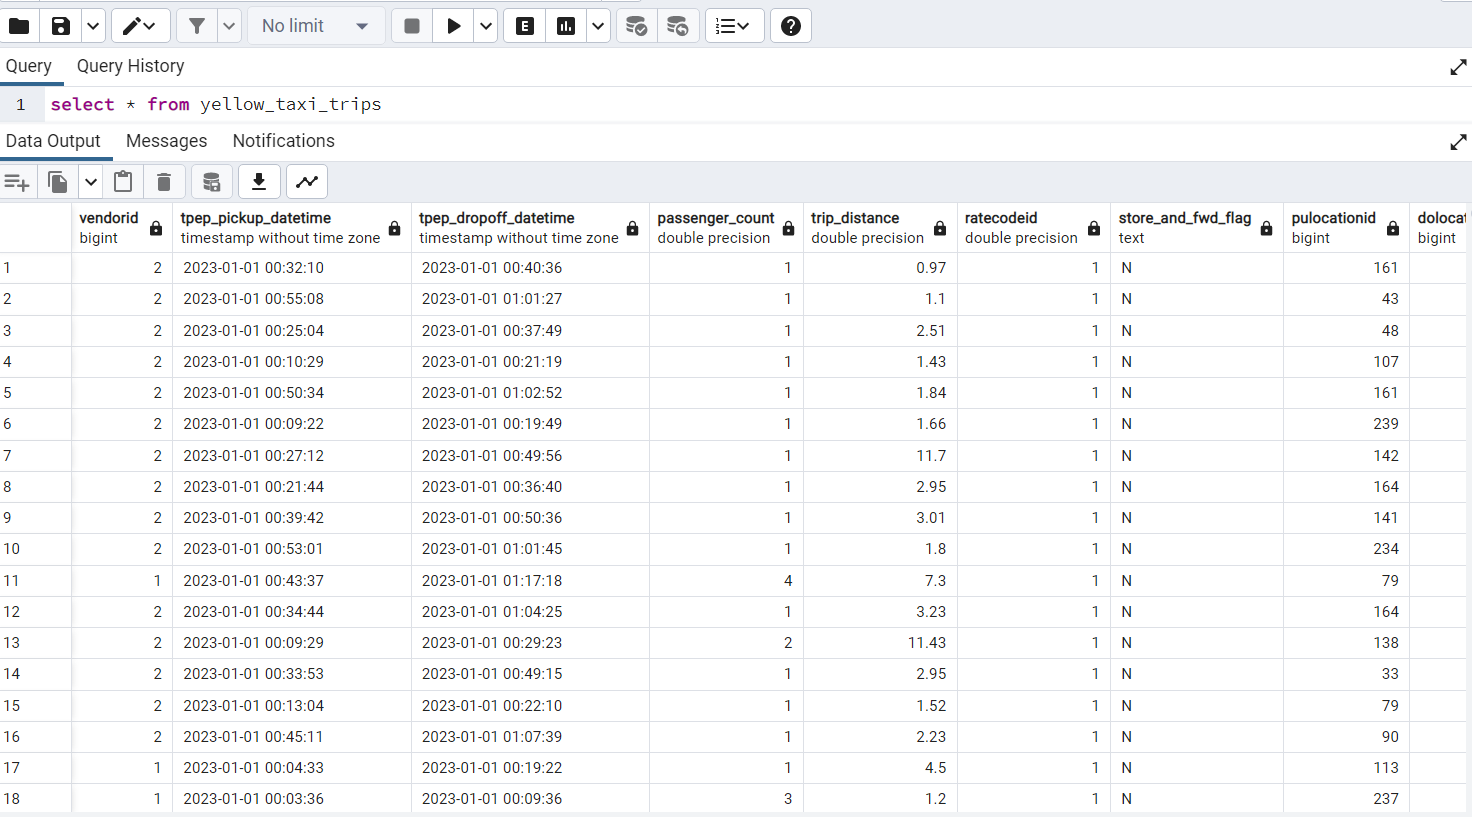 No limit
E
Query Query History
1 select * from yellow_taxi_trips
Data Output Messages Notifications
vendorid tpep_pickup_datetime tpep_dropoff_datetime passenger_count trip_distance ratecodeid store_and_fwd_flag pulocationid dolocat
bigint timestamp without time zone timestamp without time zone double precision double precision double precision text bigint bigint
1 2 2023-01-01 00:32:10 2023-01-01 00:40:36 1 0.97 1 N 161
2 2 2023-01-01 00:55:08 2023-01-01 01:01:27 1 1.1 1 N 43
3 2 2023-01-01 00:25:04 2023-01-01 00:37:49 1 2.51 1 N 48
4 2 2023-01-01 00:10:29 2023-01-01 00:21:19 1 1.43 1 N 107
5 2 2023-01-01 00:50:34 2023-01-01 01:02:52 1 1.84 1 N 161
6 2 2023-01-01 00:09:22 2023-01-01 00:19:49 1 1.66 1 N 239
7 2 2023-01-01 00:27:12 2023-01-01 00:49:56 1 11.7 1 N 142
8 2 2023-01-01 00:21:44 2023-01-01 00:36:40 1 2.95 1 N 164
9 2 2023-01-01 00:39:42 2023-01-01 00:50:36 1 3.01 1 N 141
10 2 2023-01-01 00:53:01 2023-01-01 01:01:45 1 1.8 1 N 234
11 1 2023-01-01 00:43:37 2023-01-01 01:17:18 4 7.3 1 N 79
12 2 2023-01-01 00:34:44 2023-01-01 01:04:25 1 3.23 1 N 164
13 2 2023-01-01 00:09:29 2023-01-01 00:29:23 2 11.43 1 N 138
14 2 2023-01-01 00:33:53 2023-01-01 00:49:15 1 2.95 1 N 33
15 2 2023-01-01 00:13:04 2023-01-01 00:22:10 1 1.52 1 N 79
16 2 2023-01-01 00:45:11 2023-01-01 01:07:39 1 2.23 1 N 90
17 1 2023-01-01 00:04:33 2023-01-01 00:19:22 1 4.5 1 N 113
18 1 2023-01-01 00:03:36 2023-01-01 00:09:36 3 1.2 1 N 237